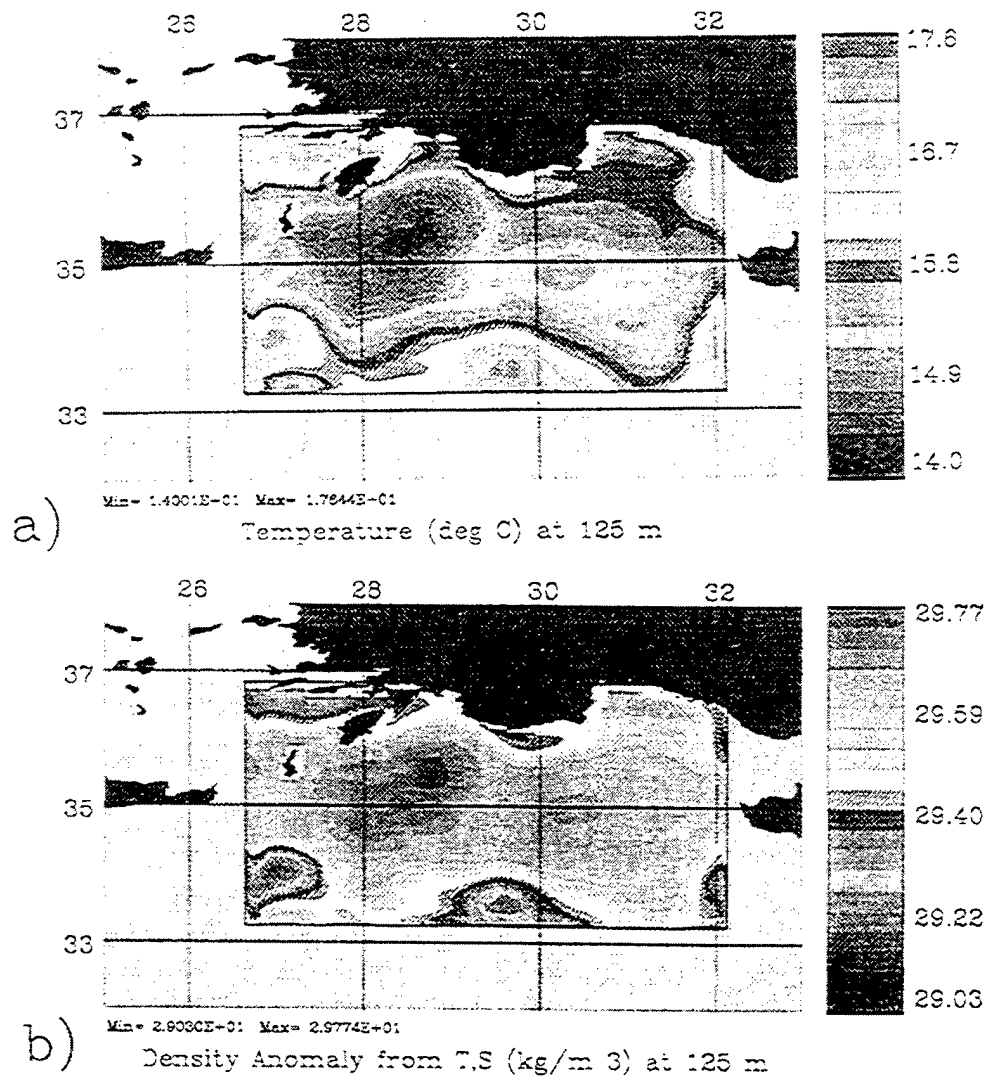 26 28 30 32
17.6
37
16.7
35
15.8
14.9
33
14.0
Min= 1.4001E+01 Max= 1.7644E+01
a)
Temperature (deg C) at 125 m
26 28 30 32
29.77
37
29.59
35
29.40
29.22
33
29.03
Min= 2.9030E+01 Max= 2.9774E+01
b)
Density Anomaly from T,S (kg/m 3) at 125 m